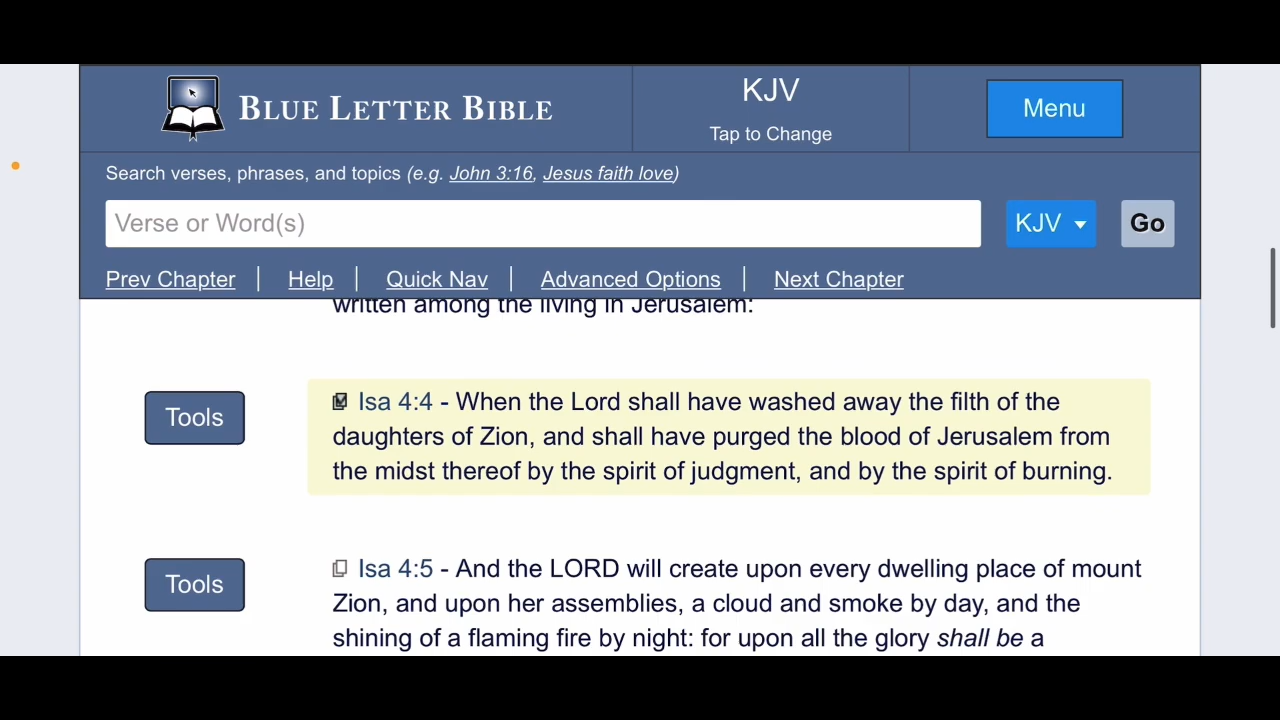 BLUE LETTER BIBLE
KJV
Tap to Change
Menu
Search verses, phrases, and topics (e.g. John 3:16, Jesus faith love)
Verse or Word(s)
KJV
Go
Prev Chapter | Help | Quick Nav | Advanced Options | Next Chapter
written among the living in Jerusalem:
Tools
Isa 4:4 - When the Lord shall have washed away the filth of the
daughters of Zion, and shall have purged the blood of Jerusalem from
the midst thereof by the spirit of judgment, and by the spirit of burning.
Tools
Isa 4:5 - And the LORD will create upon every dwelling place of mount
Zion, and upon her assemblies, a cloud and smoke by day, and the
shining of a flaming fire by night: for upon all the glory shall be a